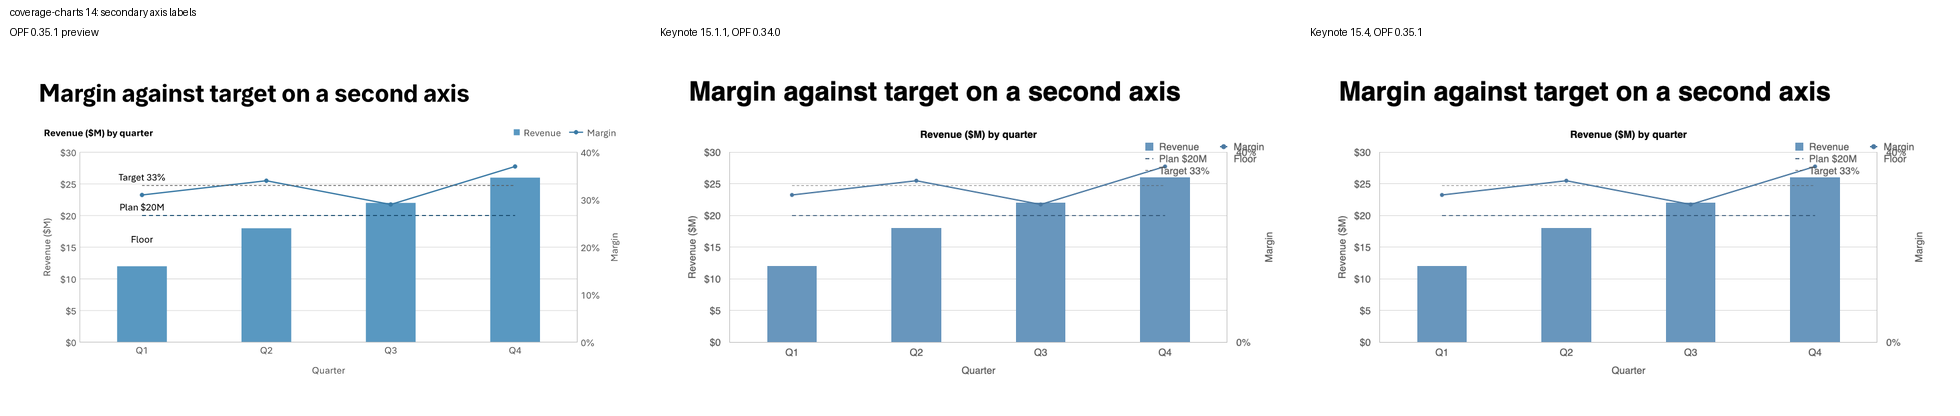 coverage-charts 14: secondary axis labels
OPF 0.35.1 preview
Margin against target on a second axis
Revenue ($M) by quarter
Revenue Margin
$30
$25
$20
$15
$10
$5
$0
Revenue ($M)
Target 33%
Plan $20M
Floor
40%
30%
20%
10%
0%
Margin
Q1 Q2 Q3 Q4
Quarter
Keynote 15.1.1, OPF 0.34.0
Margin against target on a second axis
Revenue ($M) by quarter
Revenue Margin
Plan $20M Floor
Target 33%
$30
$25
$20
$15
$10
$5
$0
Revenue ($M)
40%
0%
Margin
Q1 Q2 Q3 Q4
Quarter
Keynote 15.4, OPF 0.35.1
Margin against target on a second axis
Revenue ($M) by quarter
Revenue Margin
Plan $20M Floor
Target 33%
$30
$25
$20
$15
$10
$5
$0
Revenue ($M)
40%
0%
Margin
Q1 Q2 Q3 Q4
Quarter